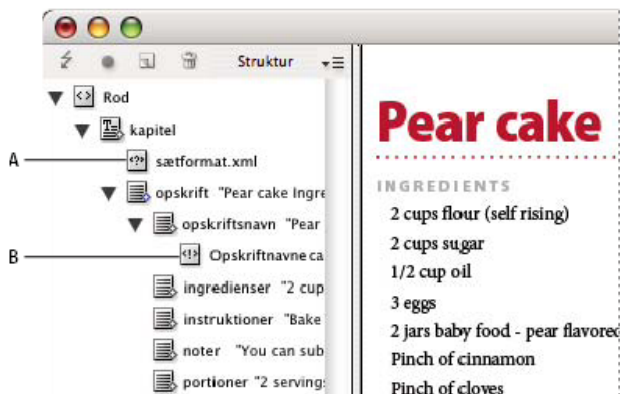 Struktur
Rod
kapitel
A
sætformat.xml
opskrift "Pear cake Ingre
opskriftsnavn "Pear
B
Opskriftnavne ca
ingredienser "2 cup
instruktioner "Bake
noter "You can sub
portioner "2 servings
Pear cake
INGREDIENTS
2 cups flour (self rising)
2 cups sugar
1/2 cup oil
3 eggs
2 jars baby food - pear flavored
Pinch of cinnamon
Pinch of cloves